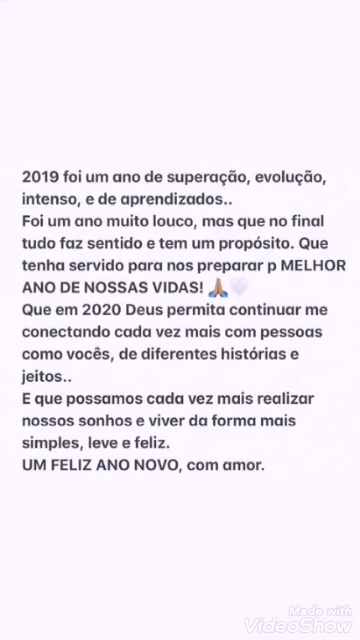 2019 foi um ano de superação, evolução,
intenso, e de aprendizados..
Foi um ano muito louco, mas que no final
tudo faz sentido e tem um propósito. Que
tenha servido para nos preparar p MELHOR
ANO DE NOSSAS VIDAS! 🙏🏽🤍
Que em 2020 Deus permita continuar me
conectando cada vez mais com pessoas
como vocês, de diferentes histórias e
jeitos..
E que possamos cada vez mais realizar
nossos sonhos e viver da forma mais
simples, leve e feliz.
UM FELIZ ANO NOVO, com amor.
Made with
VideoShow